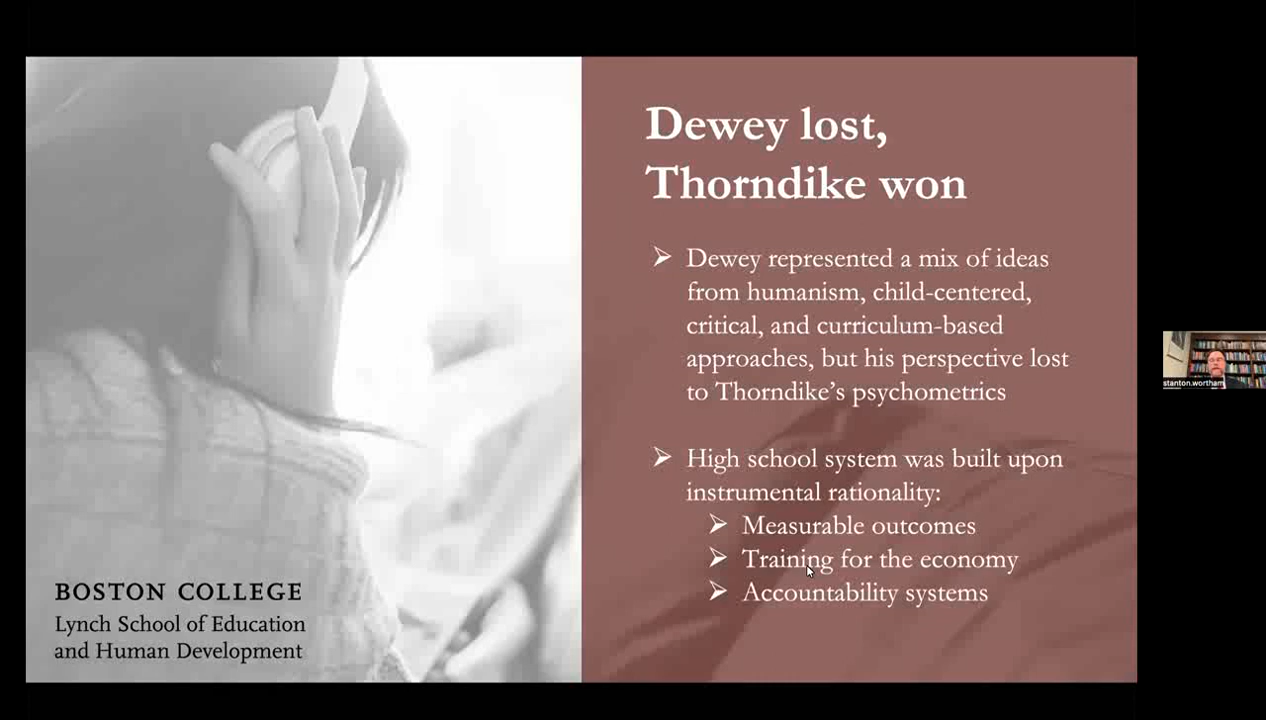 Dewey lost,
Thorndike won
➢ Dewey represented a mix of ideas
from humanism, child-centered,
critical, and curriculum-based
approaches, but his perspective lost
to Thorndike’s psychometrics
➢ High school system was built upon
instrumental rationality:
➢ Measurable outcomes
➢ Training for the economy
➢ Accountability systems
BOSTON COLLEGE
Lynch School of Education
and Human Development
stanton.wortham